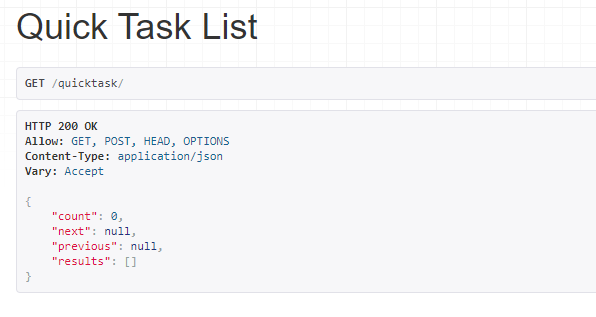 Quick Task List
GET /quicktask/
HTTP 200 OK
Allow: GET, POST, HEAD, OPTIONS
Content-Type: application/json
Vary: Accept
{
    "count": 0,
    "next": null,
    "previous": null,
    "results": []
}